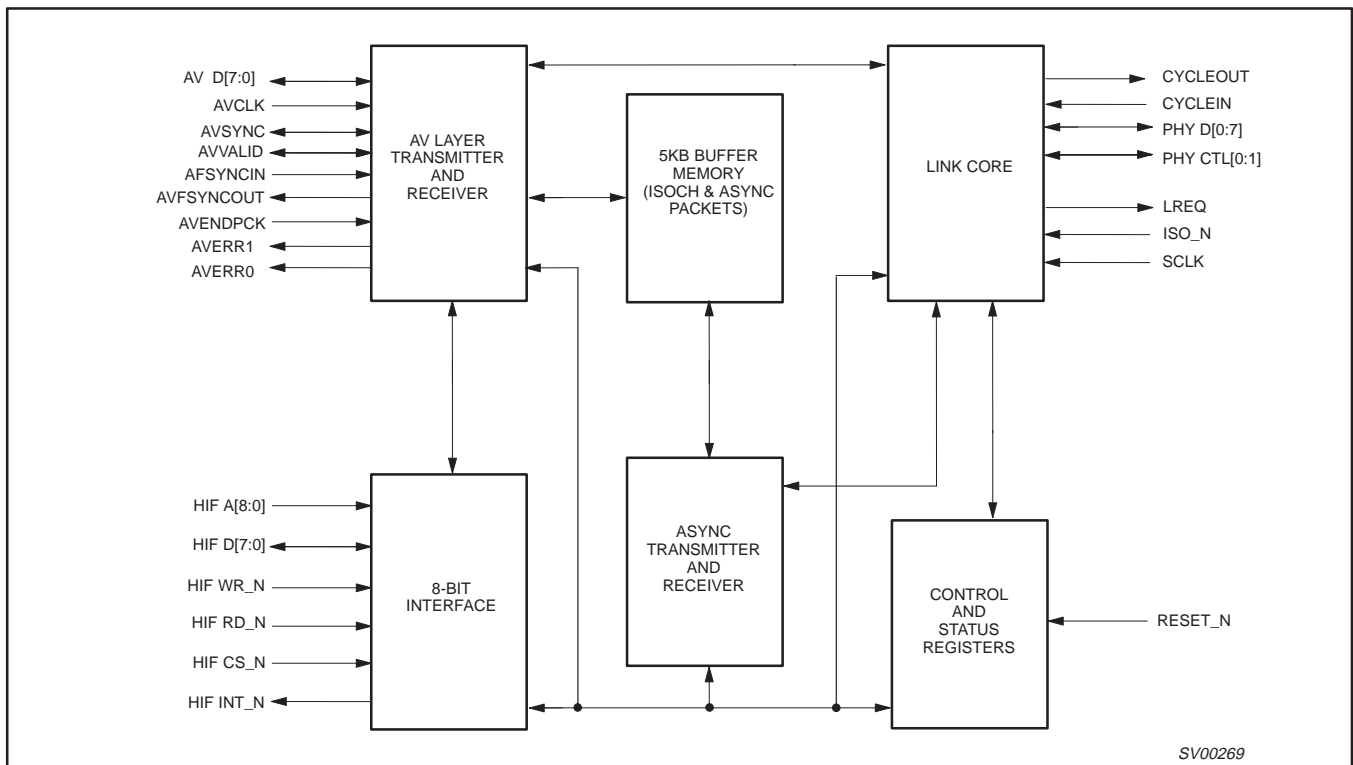 AV D[7:0]
AVCLK
AVSYNC
AVVALID
AFSYNCIN
AVFSYNCOUT
AVENDPCK
AVERR1
AVERR0
AV LAYER
TRANSMITTER
AND
RECEIVER
5KB BUFFER
MEMORY
(ISOCH & ASYNC
PACKETS)
LINK CORE
CYCLEOUT
CYCLEIN
PHY D[0:7]
PHY CTL[0:1]
LREQ
ISO_N
SCLK
HIF A[8:0]
HIF D[7:0]
HIF WR_N
HIF RD_N
HIF CS_N
HIF INT_N
8-BIT
INTERFACE
ASYNC
TRANSMITTER
AND
RECEIVER
CONTROL
AND
STATUS
REGISTERS
RESET_N
SV00269